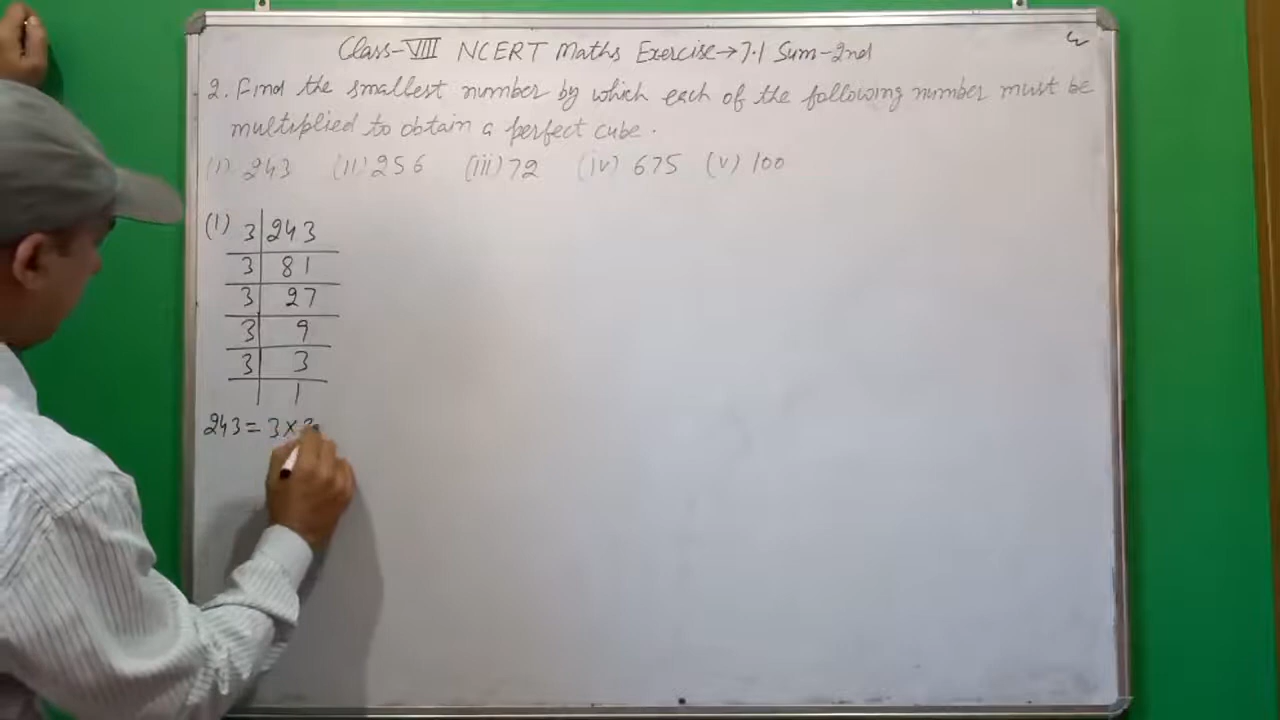 Class-VIII NCERT Maths Exercise→7.1 Sum-2nd
2. Find the smallest number by which each of the following number must be
multiplied to obtain a perfect cube.
(i) 243 (ii) 256 (iii) 72 (iv) 675 (v) 100
(1) 3 | 243
3 | 81
3 | 27
3 | 9
3 | 3
| 1
243 = 3 ×